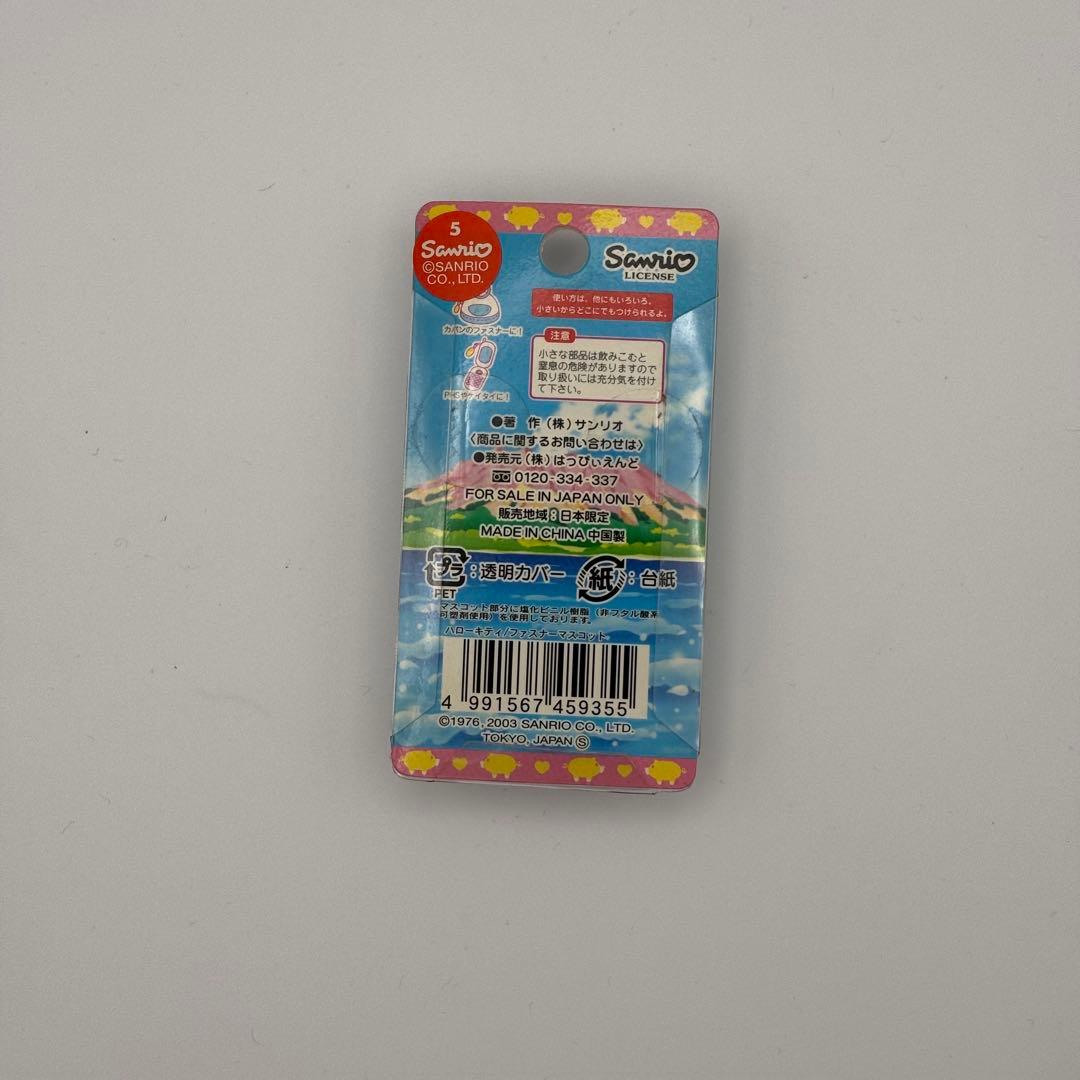 5
Sanrio
©SANRIO
CO., LTD.
Sanrio
LICENSE
使い方は、他にもいろいろ。
小さいからどこにでもつけられるよ。
カバンのファスナーに!
PHSやケイタイに!
注意
小さな部品は飲みこむと
窒息の危険がありますので
取り扱いには充分気を付け
て下さい。
●著 作(株)サンリオ
〈商品に関するお問い合わせは〉
●発売元(株)はっぴぃえんど
0120-334-337
FOR SALE IN JAPAN ONLY
販売地域:日本限定
MADE IN CHINA 中国製
プラ:透明カバー 紙:台紙
PET
マスコット部分に塩化ビニル樹脂(非フタル酸系
可塑剤使用)を使用しております。
ハローキティ/ファスナーマスコット
4 991567 459355
©1976, 2003 SANRIO CO., LTD.
TOKYO, JAPAN Ⓢ